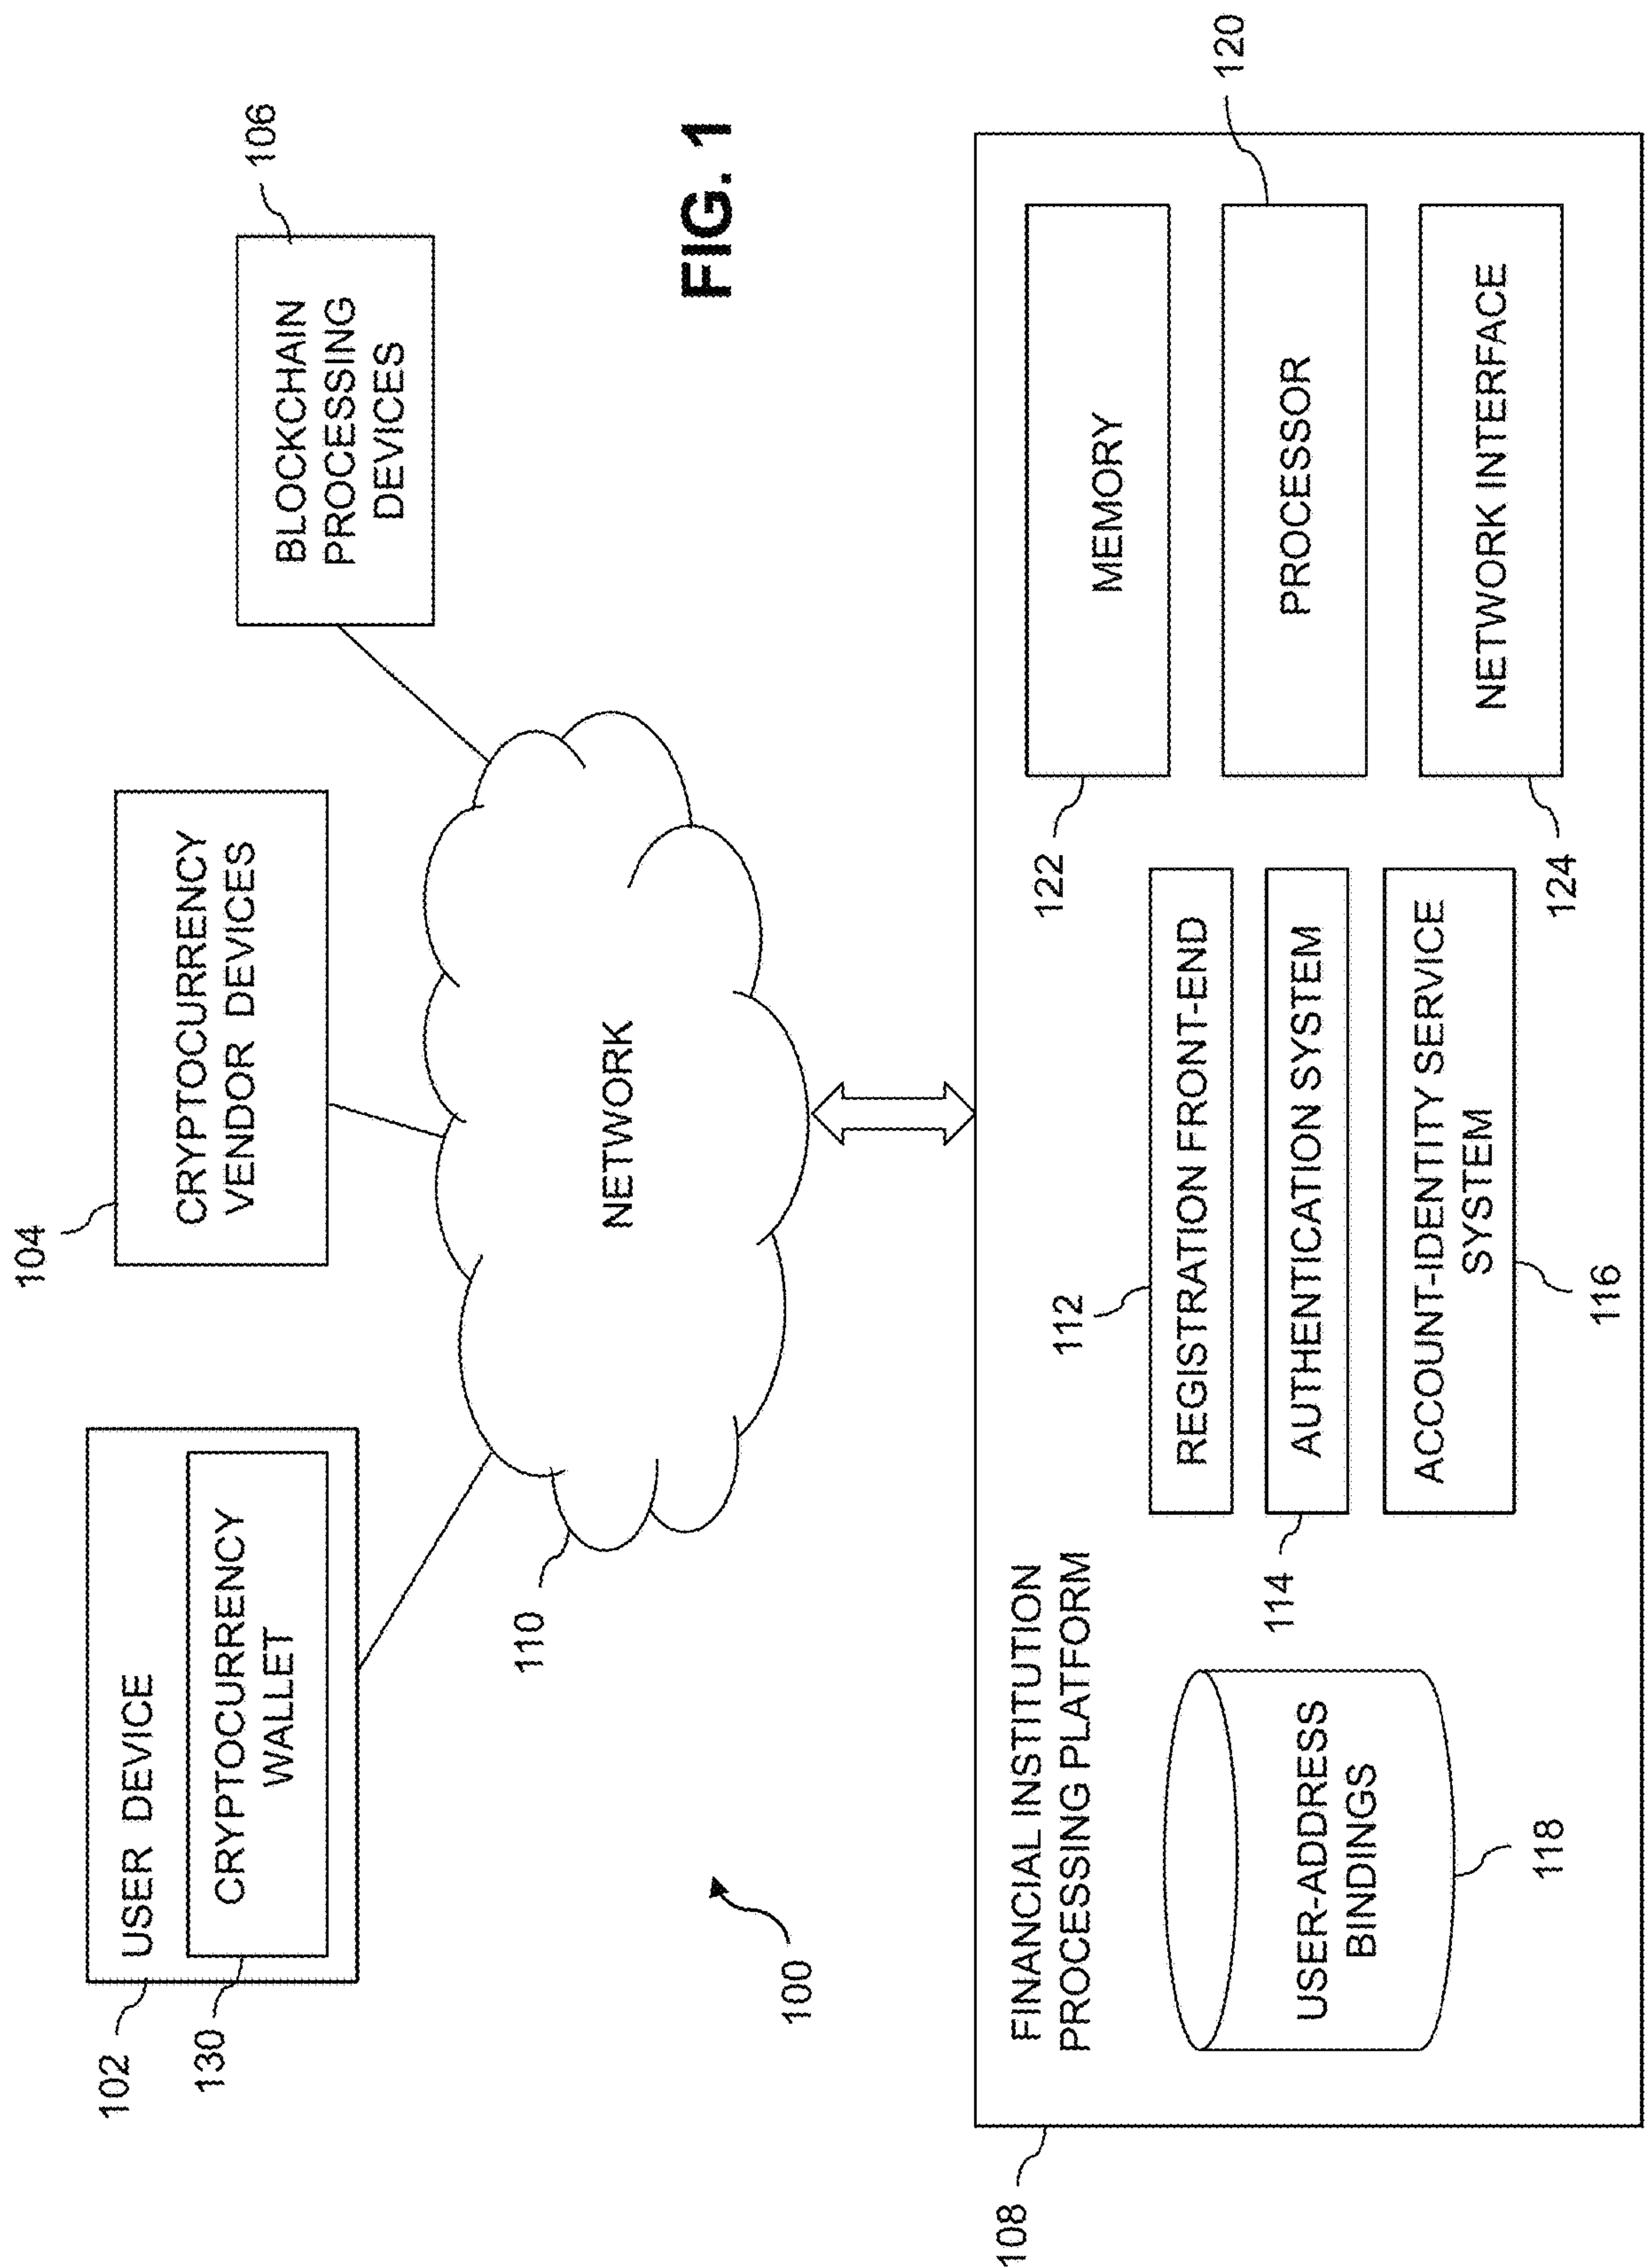 102
USER DEVICE
130
CRYPTOCURRENCY
WALLET
104
CRYPTOCURRENCY
VENDOR DEVICES
106
BLOCKCHAIN
PROCESSING
DEVICES
110
NETWORK
100
FIG. 1
108
FINANCIAL INSTITUTION
PROCESSING PLATFORM
USER-ADDRESS
BINDINGS
118
112
REGISTRATION FRONT-END
114
AUTHENTICATION SYSTEM
ACCOUNT-IDENTITY SERVICE
SYSTEM
116
122
MEMORY
120
PROCESSOR
124
NETWORK INTERFACE